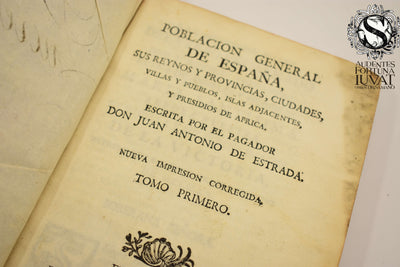 POBLACION GENERAL
DE ESPAÑA,
SUS REYNOS Y PROVINCIAS, CIUDADES,
VILLAS Y PUEBLOS, ISLAS ADJACENTES,
Y PRESIDIOS DE AFRICA.
ESCRITA POR EL PAGADOR
DON JUAN ANTONIO DE ESTRADA.
NUEVA IMPRESION CORREGIDA.
TOMO PRIMERO.
S
AUDENTES
FORTUNA
IUVAT